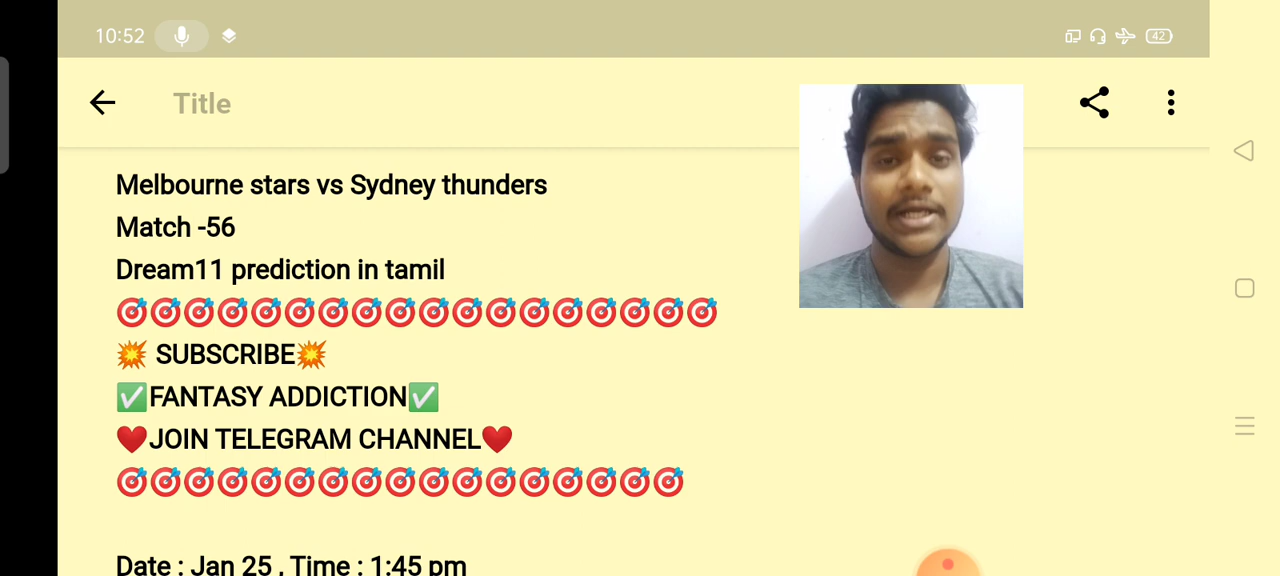 10:52
42
Title
Melbourne stars vs Sydney thunders
Match -56
Dream11 prediction in tamil
🎯🎯🎯🎯🎯🎯🎯🎯🎯🎯🎯🎯🎯🎯🎯🎯🎯🎯
💥 SUBSCRIBE💥
✅FANTASY ADDICTION✅
❤️JOIN TELEGRAM CHANNEL❤️
🎯🎯🎯🎯🎯🎯🎯🎯🎯🎯🎯🎯🎯🎯🎯🎯🎯
Date : Jan 25 , Time : 1:45 pm